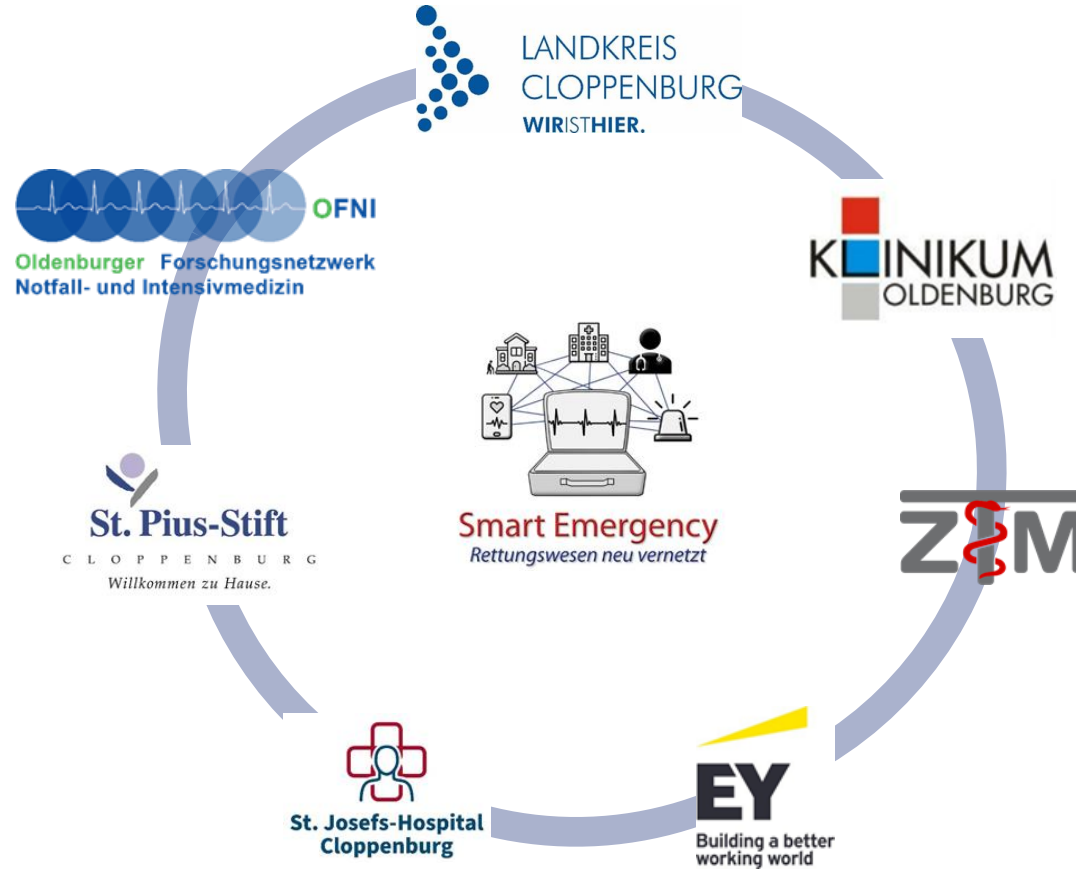 LANDKREIS
CLOPPENBURG
WIRISTHIER.
OFNI
Oldenburger Forschungsnetzwerk
Notfall- und Intensivmedizin
KLINIKUM
OLDENBURG
St. Pius-Stift
CLOPPENBURG
Willkommen zu Hause.
Smart Emergency
Rettungswesen neu vernetzt
ZIM
St. Josefs-Hospital
Cloppenburg
EY
Building a better
working world